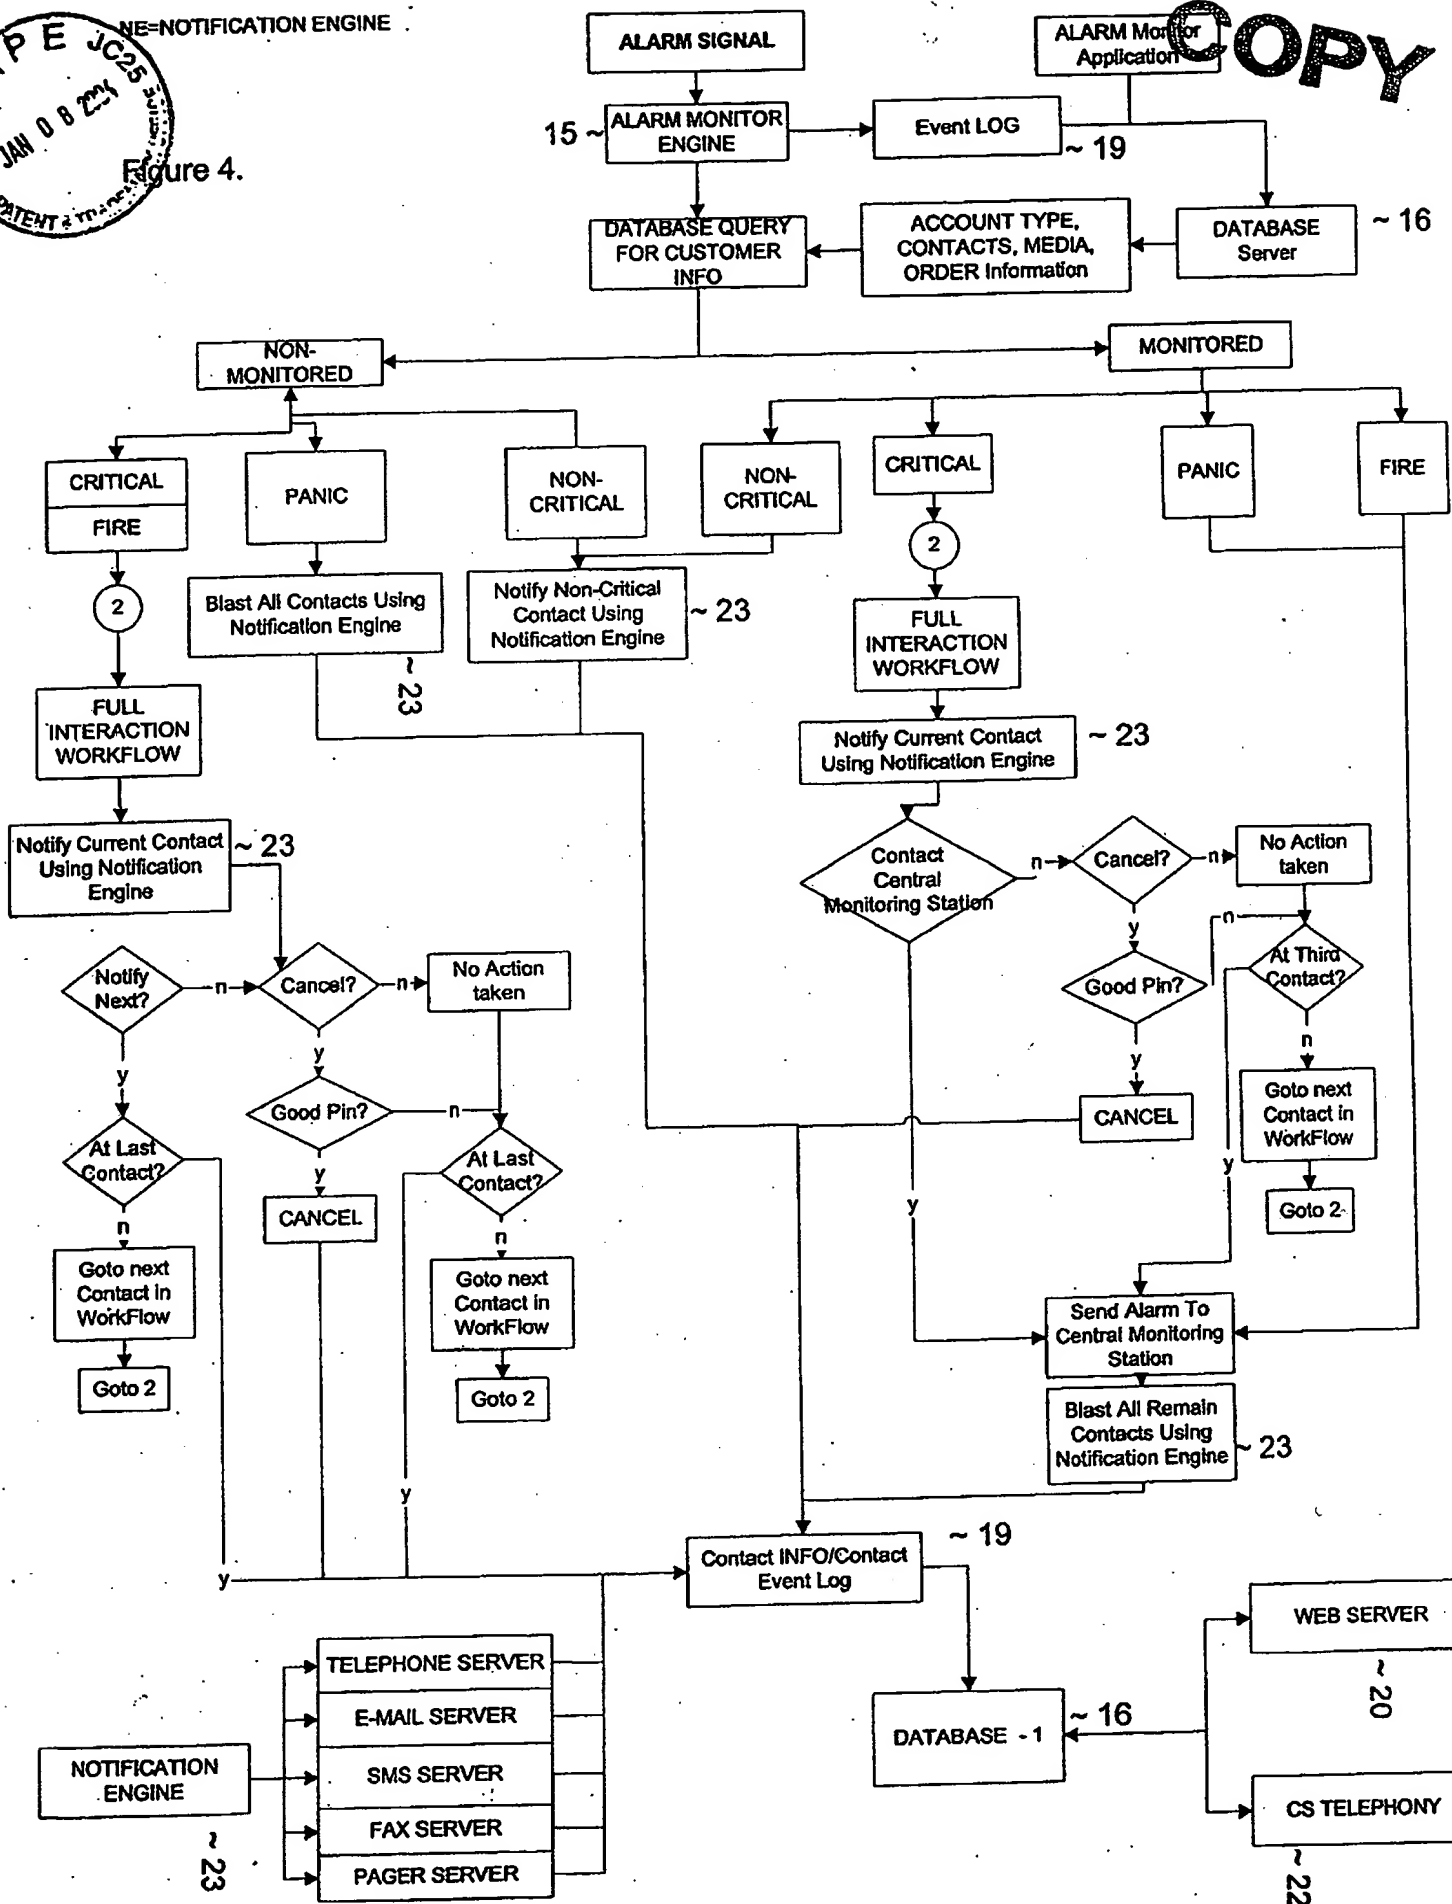 NE=NOTIFICATION ENGINE
P E JC25
JAN 08
PATENT &
COPY
Figure 4.
ALARM SIGNAL
ALARM Monitor
Application
15 ~
ALARM MONITOR
ENGINE
Event LOG
~ 19
DATABASE QUERY
FOR CUSTOMER
INFO
ACCOUNT TYPE,
CONTACTS, MEDIA,
ORDER Information
DATABASE
Server
~ 16
NON-
MONITORED
MONITORED
CRITICAL
FIRE
PANIC
NON-
CRITICAL
NON-
CRITICAL
CRITICAL
PANIC
FIRE
2
Blast All Contacts Using
Notification Engine
~ 23
Notify Non-Critical
Contact Using
Notification Engine
~ 23
2
FULL
INTERACTION
WORKFLOW
FULL
INTERACTION
WORKFLOW
Notify Current Contact
Using Notification Engine
~ 23
Notify Current Contact
Using Notification
Engine
~ 23
Contact
Central
Monitoring Station
n
Cancel?
n
No Action
taken
y
Good Pin?
n
At Third
Contact?
y
CANCEL
n
Goto next
Contact in
WorkFlow
Goto 2
y
y
Notify
Next?
n
Cancel?
n
No Action
taken
y
y
Good Pin?
n
At Last
Contact?
y
CANCEL
At Last
Contact?
n
Goto next
Contact in
WorkFlow
Goto 2
n
Goto next
Contact in
WorkFlow
Goto 2
Send Alarm To
Central Monitoring
Station
Blast All Remain
Contacts Using
Notification Engine
~ 23
y
y
Contact INFO/Contact
Event Log
~ 19
WEB SERVER
~ 20
DATABASE - 1
~ 16
CS TELEPHONY
~ 22
NOTIFICATION
ENGINE
~ 23
TELEPHONE SERVER
E-MAIL SERVER
SMS SERVER
FAX SERVER
PAGER SERVER